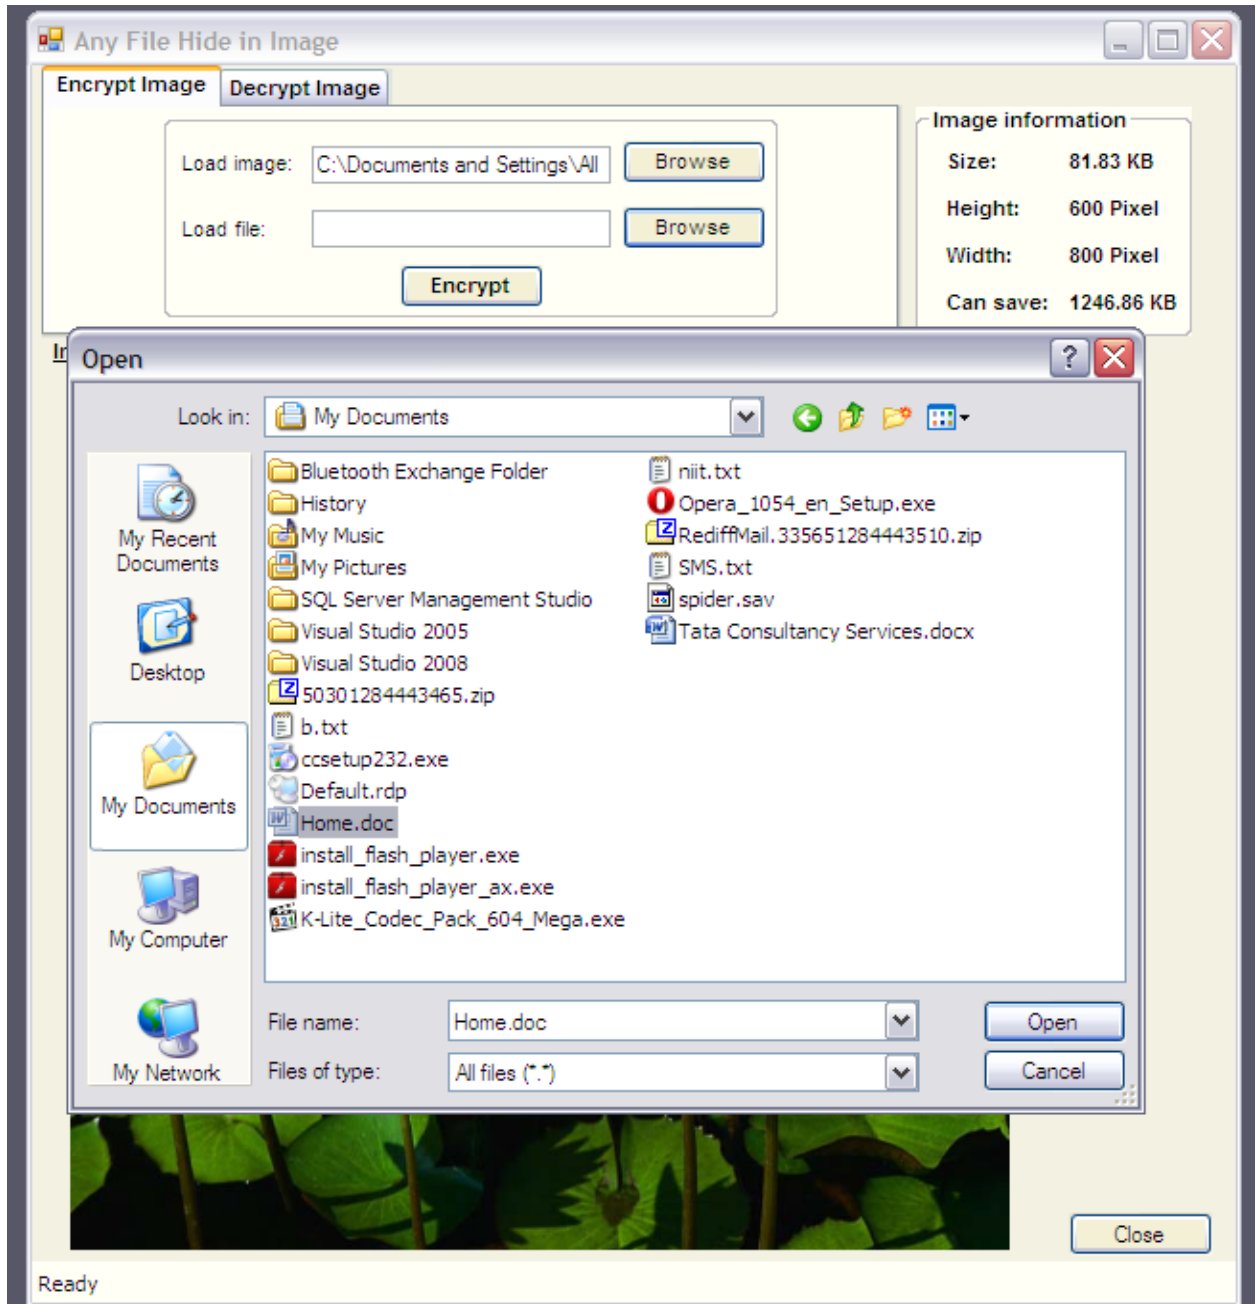 Any File Hide in Image
Encrypt Image Decrypt Image
Load image: C:\Documents and Settings\All Browse
Load file: Browse
Encrypt
Image information
Size: 81.83 KB
Height: 600 Pixel
Width: 800 Pixel
Can save: 1246.86 KB
Open
Look in: My Documents
My Recent
Documents
Desktop
My Documents
My Computer
My Network
Bluetooth Exchange Folder
History
My Music
My Pictures
SQL Server Management Studio
Visual Studio 2005
Visual Studio 2008
50301284443465.zip
b.txt
ccsetup232.exe
Default.rdp
Home.doc
install_flash_player.exe
install_flash_player_ax.exe
K-Lite_Codec_Pack_604_Mega.exe
niit.txt
Opera_1054_en_Setup.exe
RediffMail.335651284443510.zip
SMS.txt
spider.sav
Tata Consultancy Services.docx
File name: Home.doc Open
Files of type: All files (*.*) Cancel
Close
Ready